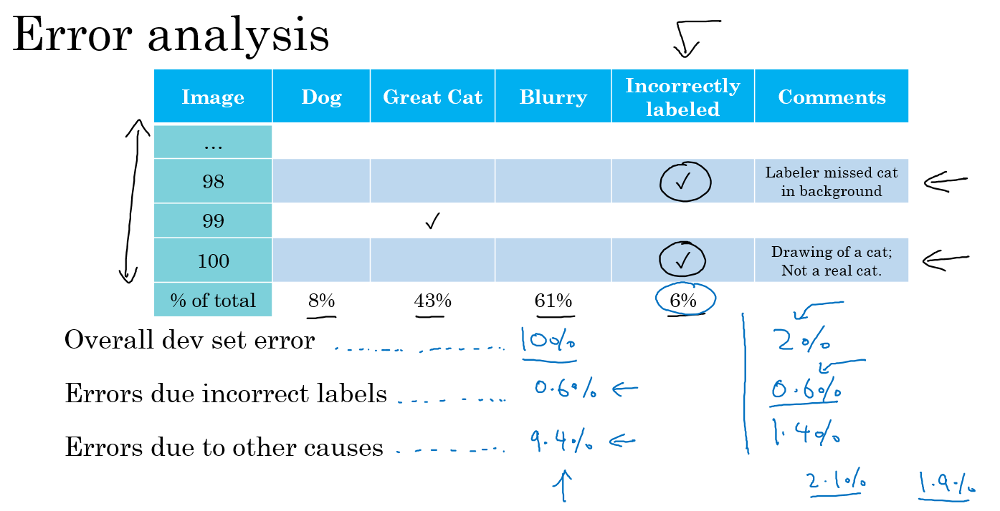 Error analysis
Image Dog Great Cat Blurry Incorrectly labeled Comments
...
98 ✓ Labeler missed cat in background
99 ✓
100 ✓ Drawing of a cat; Not a real cat.
% of total 8% 43% 61% 6%
Overall dev set error 10% 2%
Errors due incorrect labels 0.6% 0.6%
Errors due to other causes 9.4% 1.4%
2.1% 1.9%